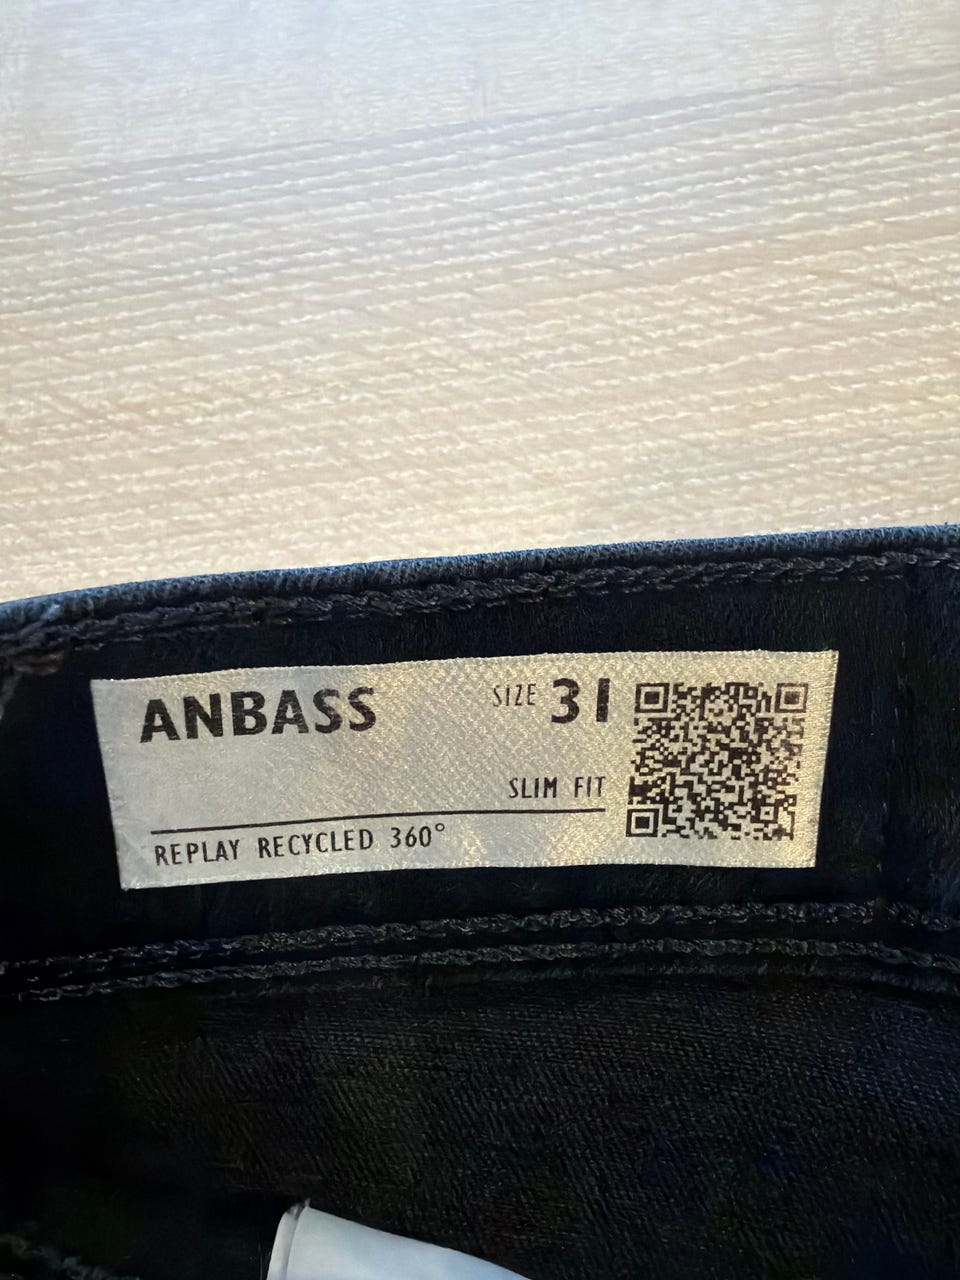 ANBASS
SIZE 31
SLIM FIT
REPLAY RECYCLED 360°